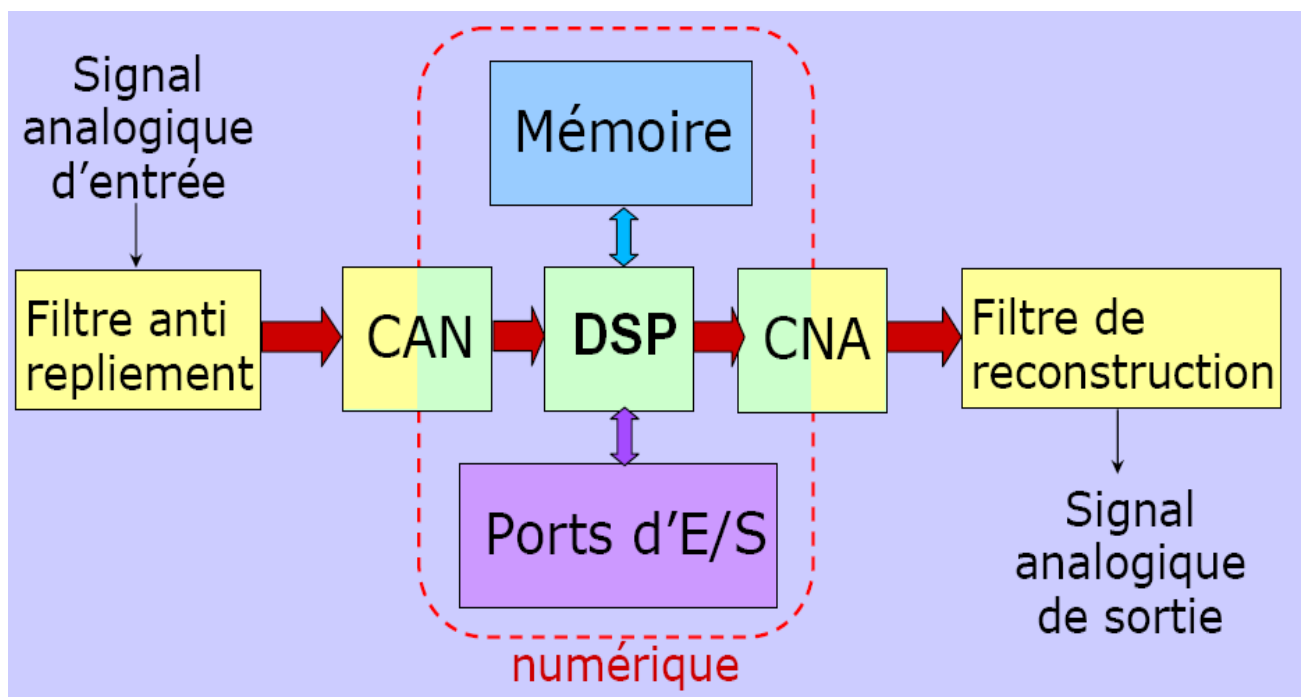 Signal
analogique
d’entrée
Mémoire
Filtre anti
repliement
CAN
DSP
CNA
Filtre de
reconstruction
Ports d’E/S
Signal
analogique
de sortie
numérique